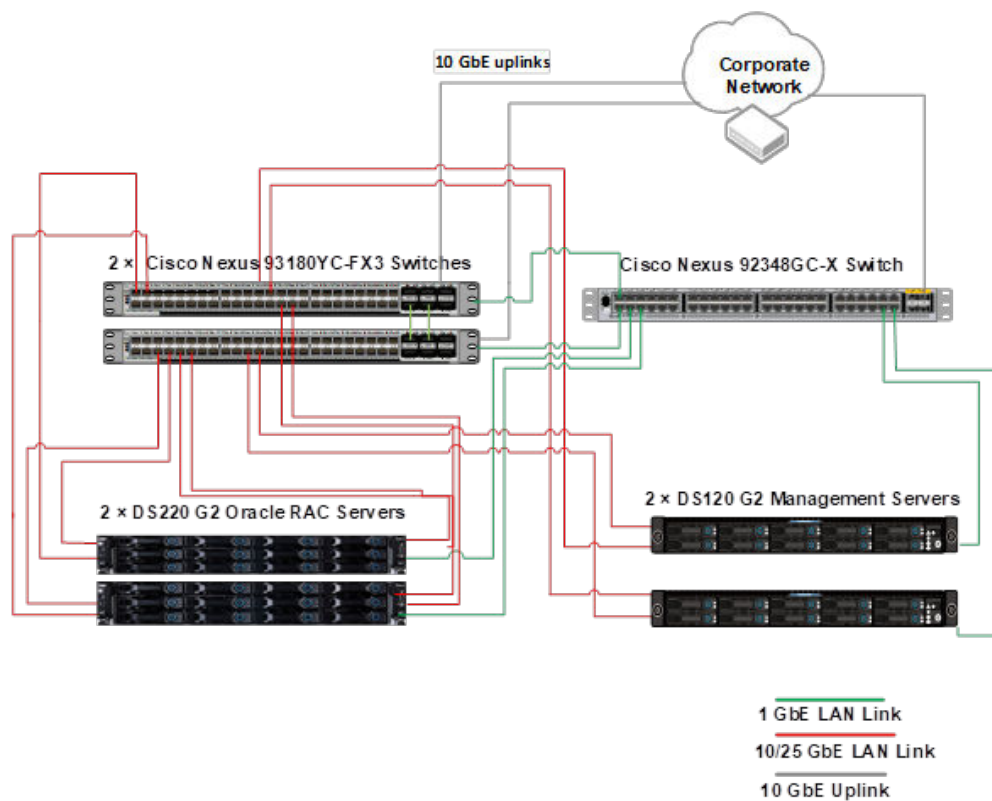 10 GbE uplinks
Corporate
Network
2 × Cisco Nexus 93180YC-FX3 Switches
Cisco Nexus 92348GC-X Switch
2 × DS220 G2 Oracle RAC Servers
2 × DS120 G2 Management Servers
1 GbE LAN Link
10/25 GbE LAN Link
10 GbE Uplink